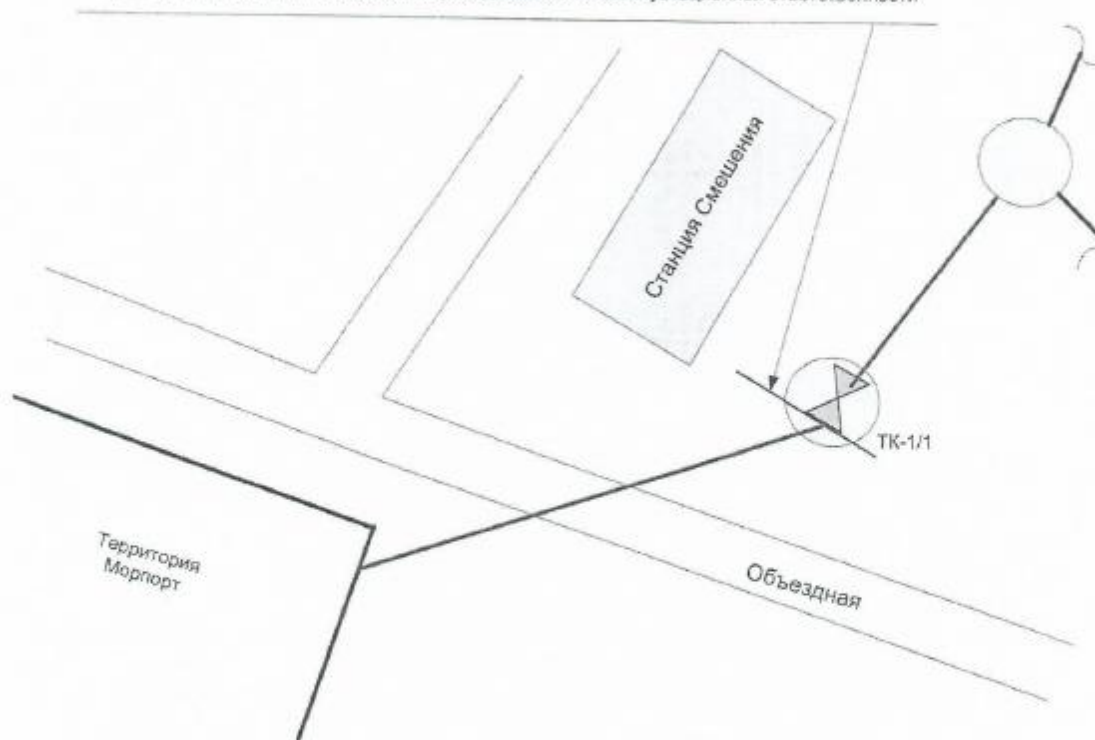 Станция Смешения
ТК-1/1
Территория
Морпорт
Объездная